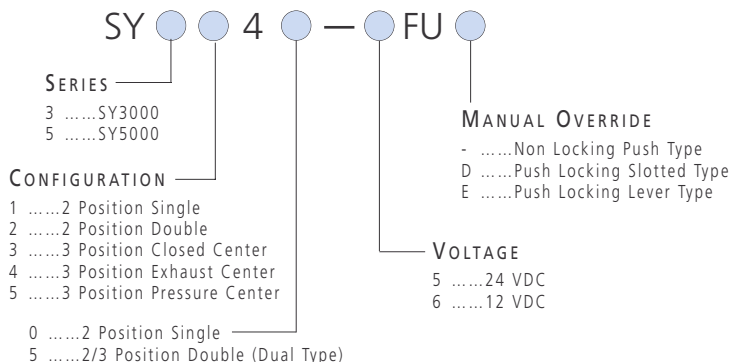 SY 4 — FU
SERIES
3 ......SY3000
5 ......SY5000
CONFIGURATION
1 ......2 Position Single
2 ......2 Position Double
3 ......3 Position Closed Center
4 ......3 Position Exhaust Center
5 ......3 Position Pressure Center
0 ......2 Position Single
5 ......2/3 Position Double (Dual Type)
VOLTAGE
5 ......24 VDC
6 ......12 VDC
MANUAL OVERRIDE
- ......Non Locking Push Type
D ......Push Locking Slotted Type
E ......Push Locking Lever Type